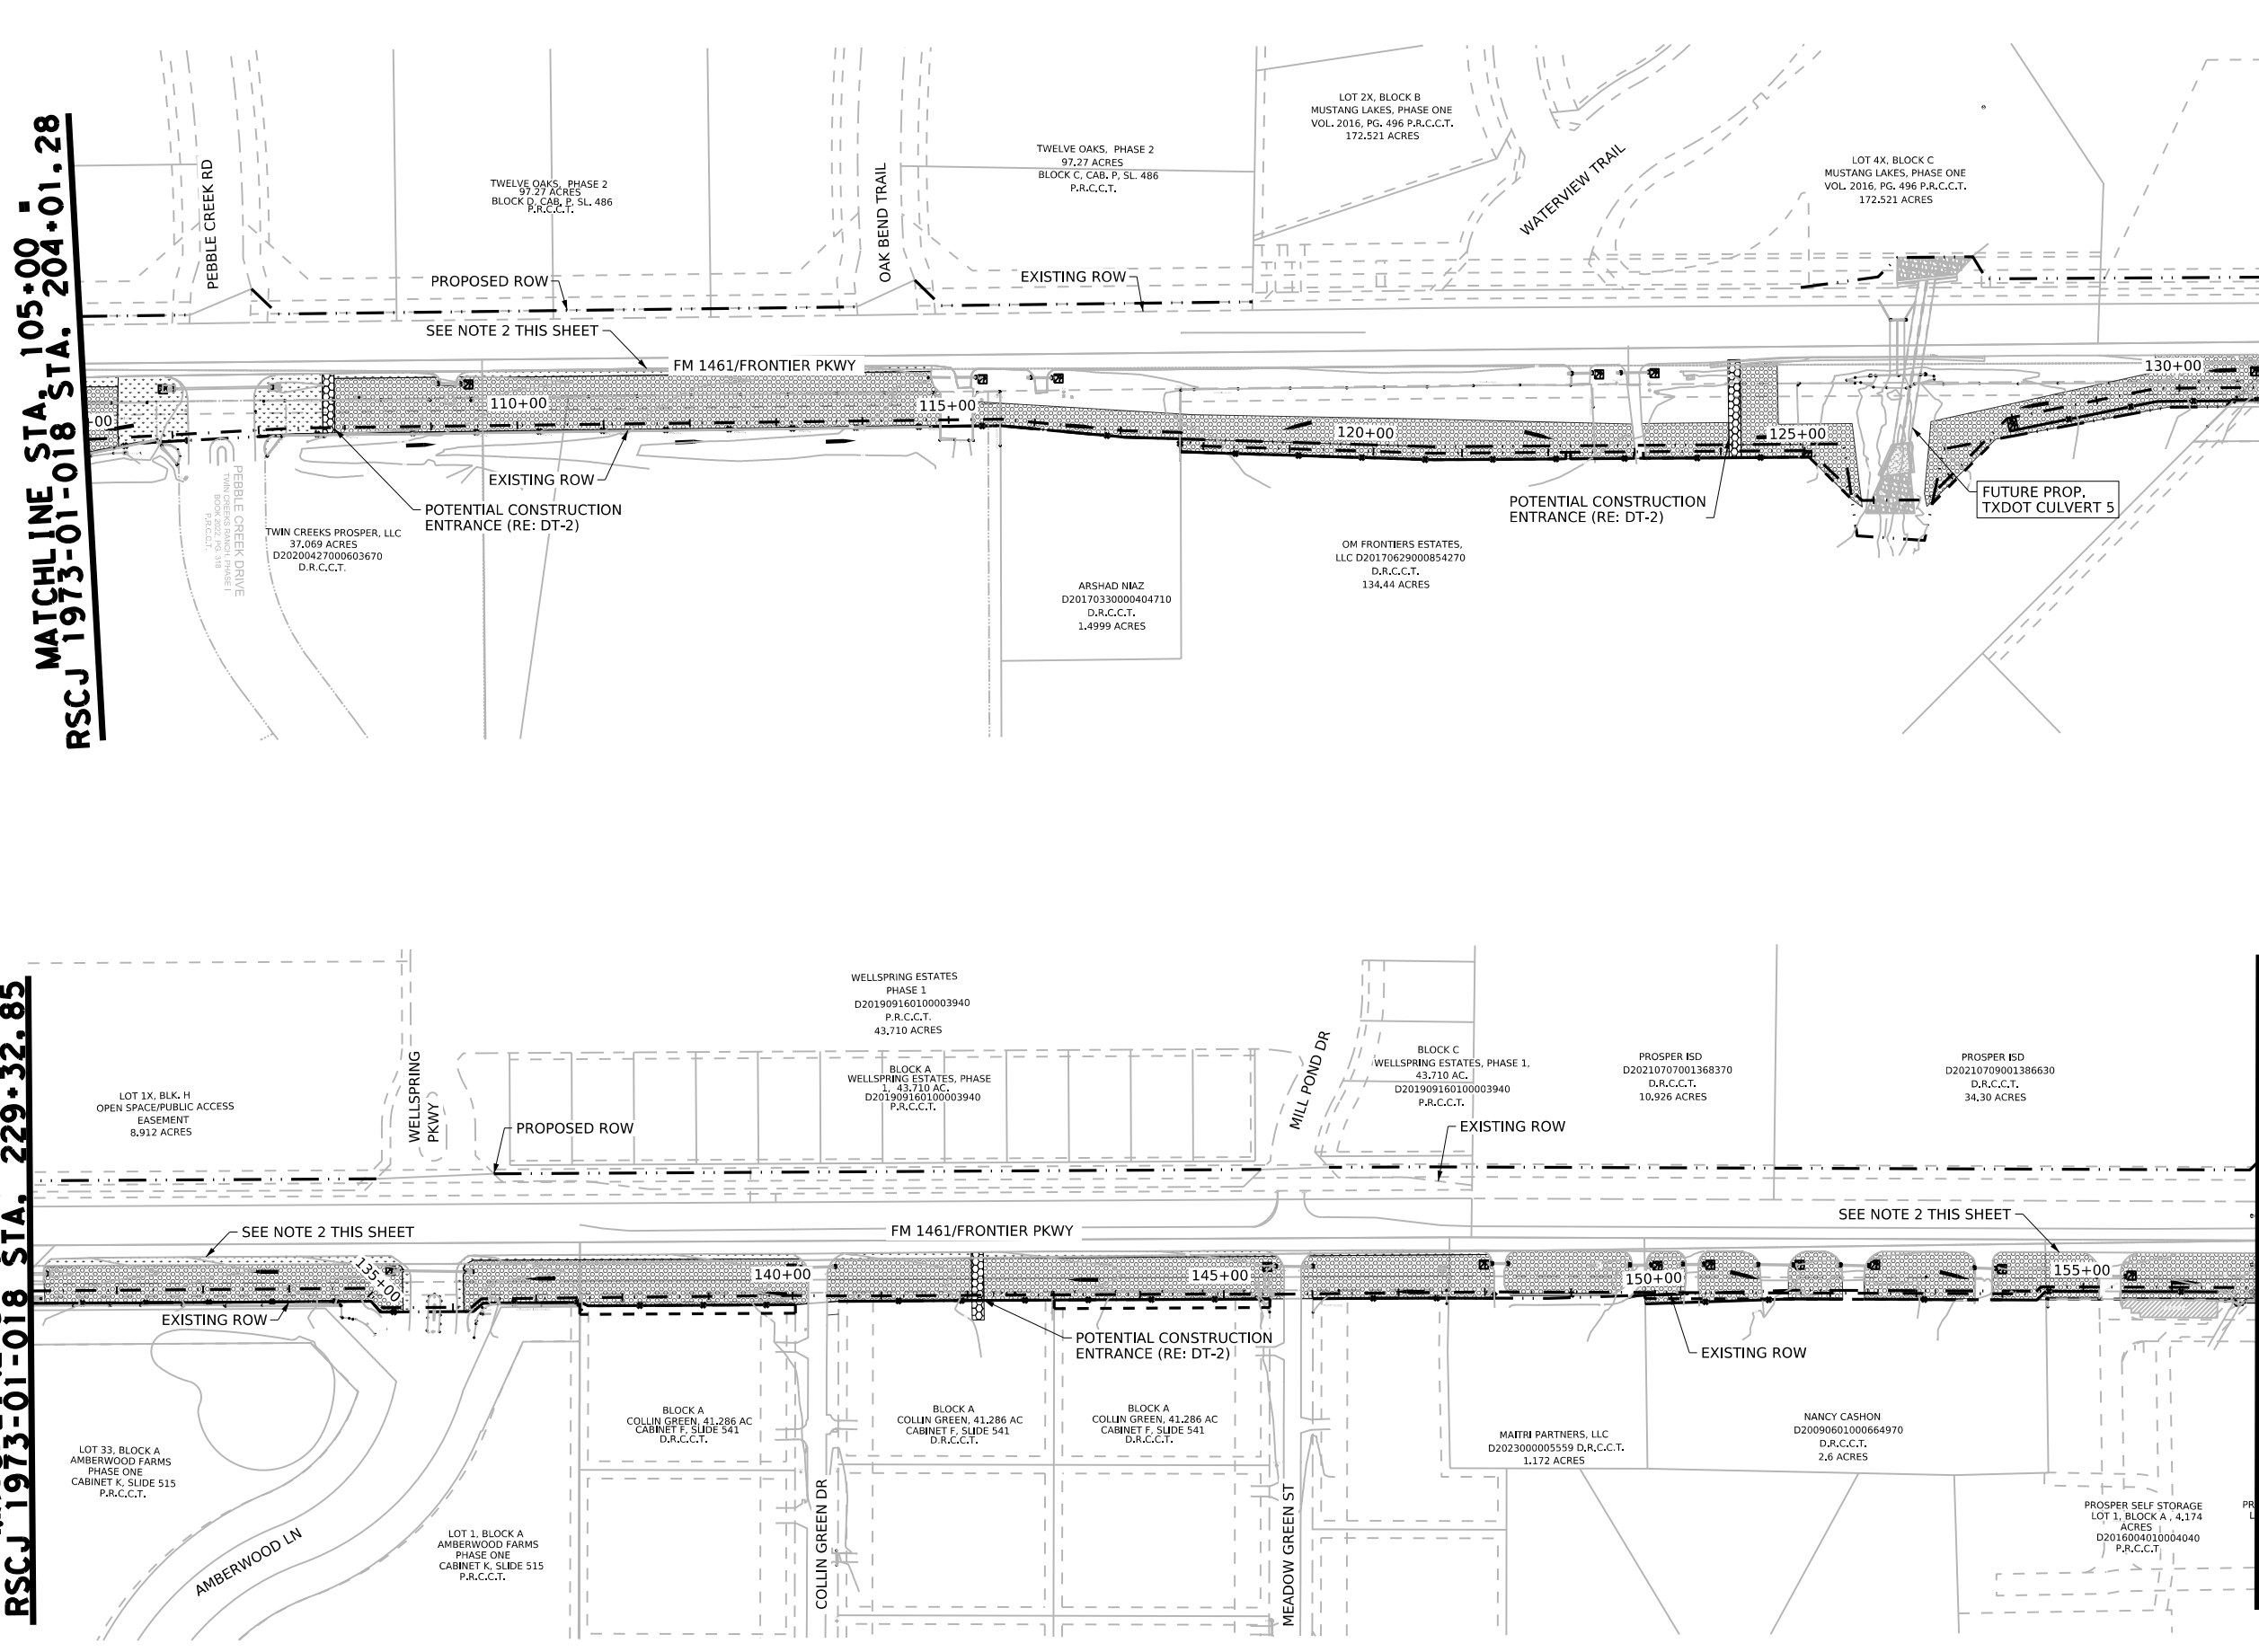 MATCHLINE STA. 105+00 =
RSCJ 1973-01-018 STA. 204+01.28
PEBBLE CREEK RD
TWELVE OAKS, PHASE 2
97.27 ACRES
BLOCK D, CAB. P, SL. 486
P.R.C.C.T.
OAK BEND TRAIL
TWELVE OAKS, PHASE 2
97.27 ACRES
BLOCK C, CAB. P, SL. 486
P.R.C.C.T.
LOT 2X, BLOCK B
MUSTANG LAKES, PHASE ONE
VOL. 2016, PG. 496 P.R.C.C.T.
172.521 ACRES
WATERVIEW TRAIL
LOT 4X, BLOCK C
MUSTANG LAKES, PHASE ONE
VOL. 2016, PG. 496 P.R.C.C.T.
172.521 ACRES
PROPOSED ROW
EXISTING ROW
SEE NOTE 2 THIS SHEET
FM 1461/FRONTIER PKWY
+00
110+00
115+00
120+00
125+00
130+00
EXISTING ROW
POTENTIAL CONSTRUCTION
ENTRANCE (RE: DT-2)
POTENTIAL CONSTRUCTION
ENTRANCE (RE: DT-2)
FUTURE PROP.
TXDOT CULVERT 5
PEBBLE CREEK DRIVE
TWIN CREEKS RANCH, PHASE I
BOOK 2022, PG. 318
P.R.C.C.T.
TWIN CREEKS PROSPER, LLC
37.069 ACRES
D20200427000603670
D.R.C.C.T.
ARSHAD NIAZ
D20170330000404710
D.R.C.C.T.
1.4999 ACRES
OM FRONTIERS ESTATES,
LLC D20170629000854270
D.R.C.C.T.
134.44 ACRES
RSCJ 1973-01-018 STA. 229+32.85
LOT 1X, BLK. H
OPEN SPACE/PUBLIC ACCESS
EASEMENT
8.912 ACRES
WELLSPRING
PKWY
WELLSPRING ESTATES
PHASE 1
D201909160100003940
P.R.C.C.T.
43.710 ACRES
BLOCK A
WELLSPRING ESTATES, PHASE
1, 43.710 AC.
D201909160100003940
P.R.C.C.T.
MILL POND DR
BLOCK C
WELLSPRING ESTATES, PHASE 1,
43.710 AC.
D201909160100003940
P.R.C.C.T.
PROSPER ISD
D20210707001368370
D.R.C.C.T.
10.926 ACRES
PROSPER ISD
D20210709001386630
D.R.C.C.T.
34.30 ACRES
PROPOSED ROW
EXISTING ROW
SEE NOTE 2 THIS SHEET
FM 1461/FRONTIER PKWY
SEE NOTE 2 THIS SHEET
135+00
140+00
145+00
150+00
155+00
EXISTING ROW
POTENTIAL CONSTRUCTION
ENTRANCE (RE: DT-2)
EXISTING ROW
LOT 33, BLOCK A
AMBERWOOD FARMS
PHASE ONE
CABINET K, SLIDE 515
P.R.C.C.T.
AMBERWOOD LN
LOT 1, BLOCK A
AMBERWOOD FARMS
PHASE ONE
CABINET K, SLIDE 515
P.R.C.C.T.
BLOCK A
COLLIN GREEN, 41.286 AC
CABINET F, SLIDE 541
D.R.C.C.T.
COLLIN GREEN DR
BLOCK A
COLLIN GREEN, 41.286 AC
CABINET F, SLIDE 541
D.R.C.C.T.
BLOCK A
COLLIN GREEN, 41.286 AC
CABINET F, SLIDE 541
D.R.C.C.T.
MEADOW GREEN ST
MAITRI PARTNERS, LLC
D2023000005559 D.R.C.C.T.
1.172 ACRES
NANCY CASHON
D20090601000664970
D.R.C.C.T.
2.6 ACRES
PROSPER SELF STORAGE
LOT 1, BLOCK A , 4.174
ACRES
D2016004010004040
P.R.C.C.T
PR
L